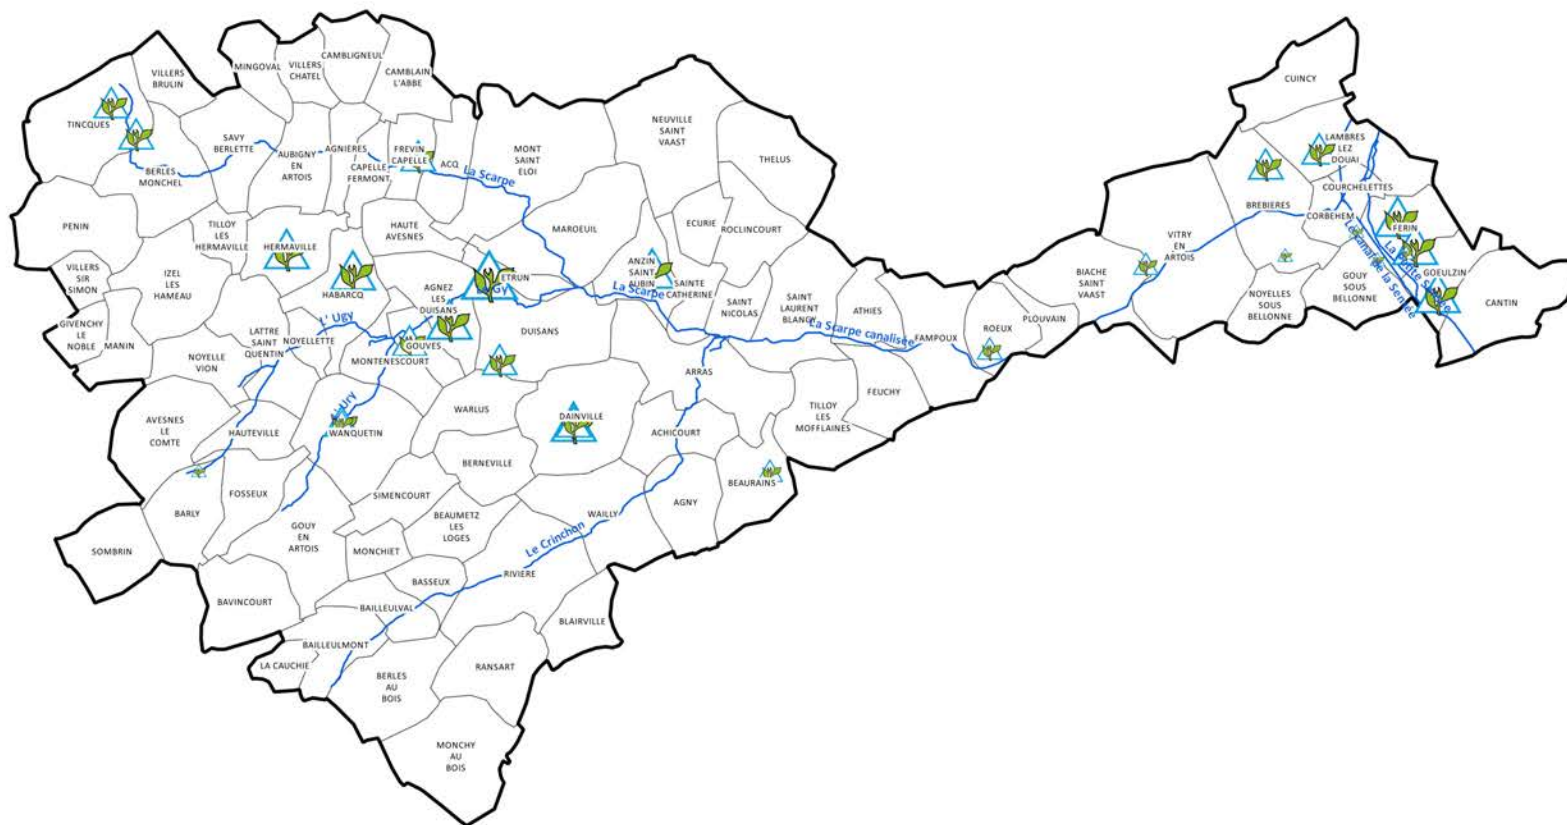 CUINCY
VILLERS
BRULIN
MINGOVAL
VILLERS
CHATEL
CAMBLIGNEUL
CAMBLAIN
L'ABBE
TINCQUES
SAVY
BERLETTE
AUBIGNY
EN
ARTOIS
AGNIERES
CAPELLE
FERMONT
FREVIN
CAPELLE
ACQ
La Scarpe
MONT
SAINT
ELOI
NEUVILLE
SAINT
VAAST
THELUS
BERLES
MONCHEL
LAMBRES
LEZ
DOUAI
COURCHELETTES
BREBIERES
CORBEHEM
FERIN
PENIN
TILLOY
LES
HERMAVILLE
HERMAVILLE
HAUTE
AVESNES
MAROEUIL
ECURIE
ROCLINCOURT
VITRY
EN
ARTOIS
VILLERS
SIR
SIMON
IZEL
LES
HAMEAU
HABARCQ
AGNEZ
LES
DUISANS
ETRUN
ANZIN
SAINT
AUBIN
SAINTE
CATHERINE
La Scarpe
SAINT
NICOLAS
SAINT
LAURENT
BLANGY
ATHIES
BIACHE
SAINT
VAAST
GOUY
SOUS
BELLONNE
Le canal de la Sensée
GOEULZIN
CANTIN
NOYELLES
SOUS
BELLONNE
GIVENCHY
LE
NOBLE
MANIN
LATTRE
SAINT
QUENTIN
L' Ugy
NOYELLETTE
GOUVES
DUISANS
La Scarpe canalisée
FAMPOUX
ROEUX
PLOUVAIN
NOYELLE
VION
MONTENESCOURT
ARRAS
FEUCHY
AVESNES
LE
COMTE
HAUTEVILLE
WANQUETIN
WARLUS
DAINVILLE
ACHICOURT
TILLOY
LES
MOFFLAINES
BERNEVILLE
BEAURAINS
FOSSEUX
BARLY
SIMENCOURT
AGNY
BEAUMETZ
LES
LOGES
WAILLY
Le Crinchon
SOMBRIN
GOUY
EN
ARTOIS
MONCHIET
BASSEUX
RIVIERE
BAVINCOURT
BAILLEULVAL
BLAIRVILLE
BAILLEULMONT
LA CAUCHIE
RANSART
BERLES
AU
BOIS
MONCHY
AU
BOIS